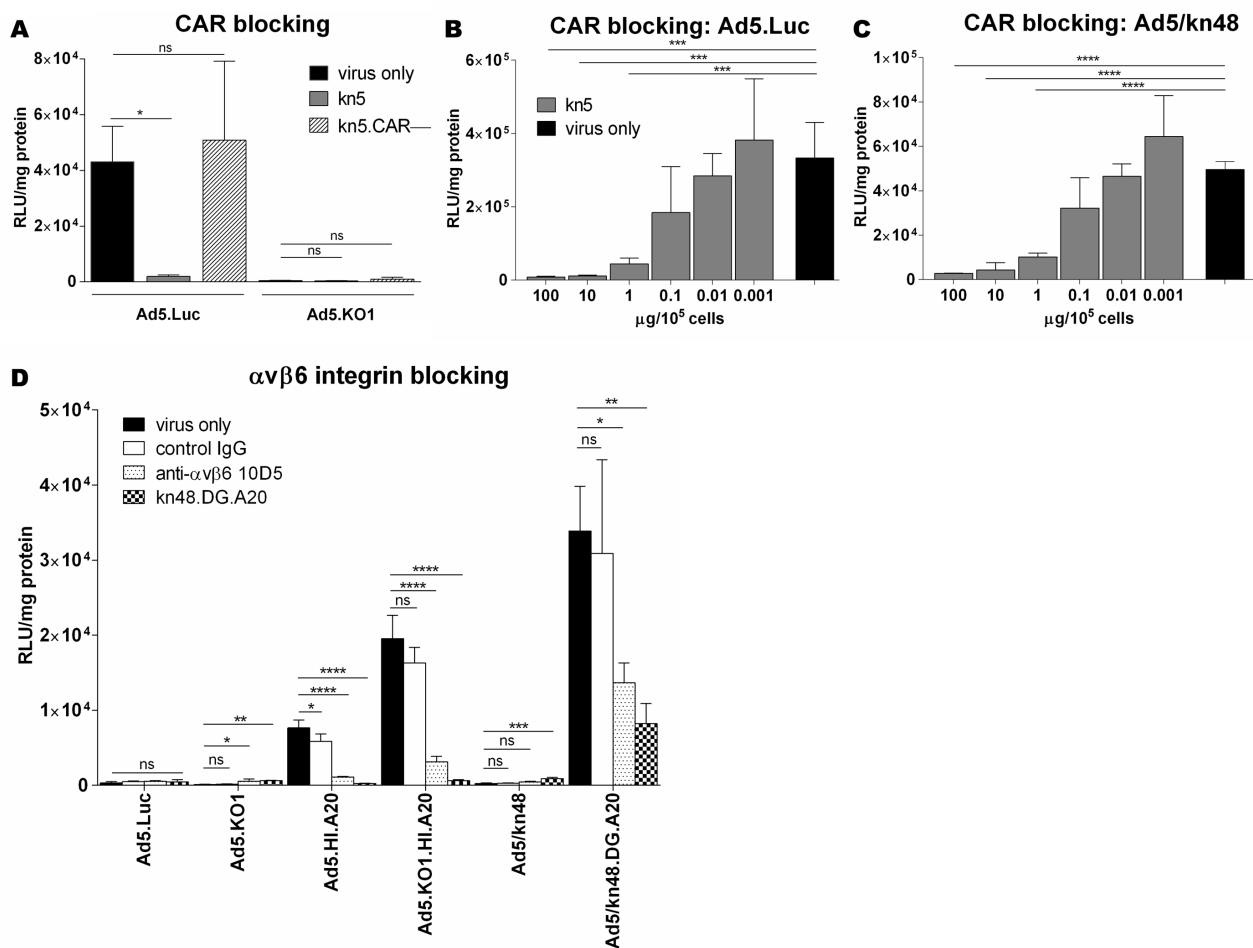 A
CAR blocking
RLU/mg protein
8×10⁴
6×10⁴
4×10⁴
2×10⁴
0
ns
*
ns
ns
virus only
kn5
kn5.CAR—
Ad5.Luc
Ad5.KO1
B
CAR blocking: Ad5.Luc
RLU/mg protein
6×10⁵
4×10⁵
2×10⁵
0
***
***
***
kn5
virus only
100 10 1 0.1 0.01 0.001
μg/10⁵ cells
C
CAR blocking: Ad5/kn48
RLU/mg protein
1×10⁵
8×10⁴
6×10⁴
4×10⁴
2×10⁴
0
****
****
****
100 10 1 0.1 0.01 0.001
μg/10⁵ cells
D
αvβ6 integrin blocking
RLU/mg protein
5×10⁴
4×10⁴
3×10⁴
2×10⁴
1×10⁴
0
virus only
control IgG
anti-αvβ6 10D5
kn48.DG.A20
ns
**
*
ns
****
****
*
****
****
ns
***
ns
ns
**
*
ns
Ad5.Luc
Ad5.KO1
Ad5.HI.A20
Ad5.KO1.HI.A20
Ad5/kn48
Ad5/kn48.DG.A20